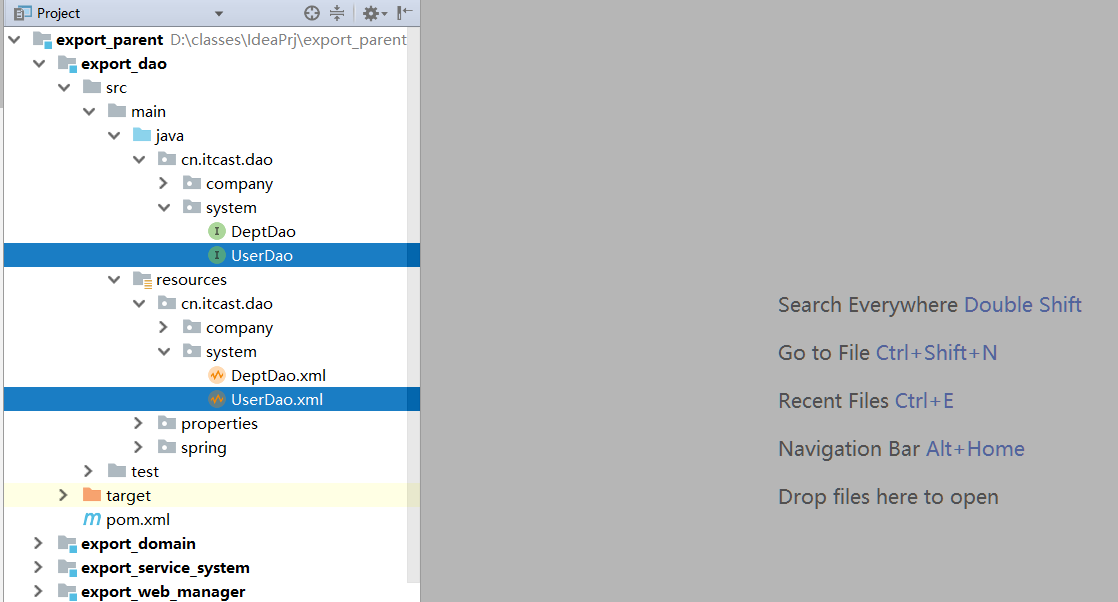 Project
export_parent D:\classes\IdeaPrj\export_parent
export_dao
src
main
java
cn.itcast.dao
company
system
DeptDao
UserDao
resources
cn.itcast.dao
company
system
DeptDao.xml
UserDao.xml
properties
spring
test
target
pom.xml
export_domain
export_service_system
export_web_manager
Search Everywhere Double Shift
Go to File Ctrl+Shift+N
Recent Files Ctrl+E
Navigation Bar Alt+Home
Drop files here to open